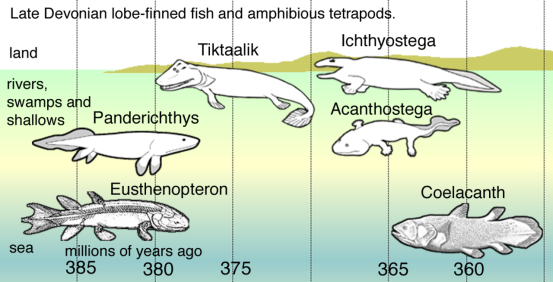 Late Devonian lobe-finned fish and amphibious tetrapods.
land
Tiktaalik
Ichthyostega
rivers,
swamps and
shallows
Panderichthys
Acanthostega
Eusthenopteron
Coelacanth
sea
millions of years ago
385 380 375 365 360